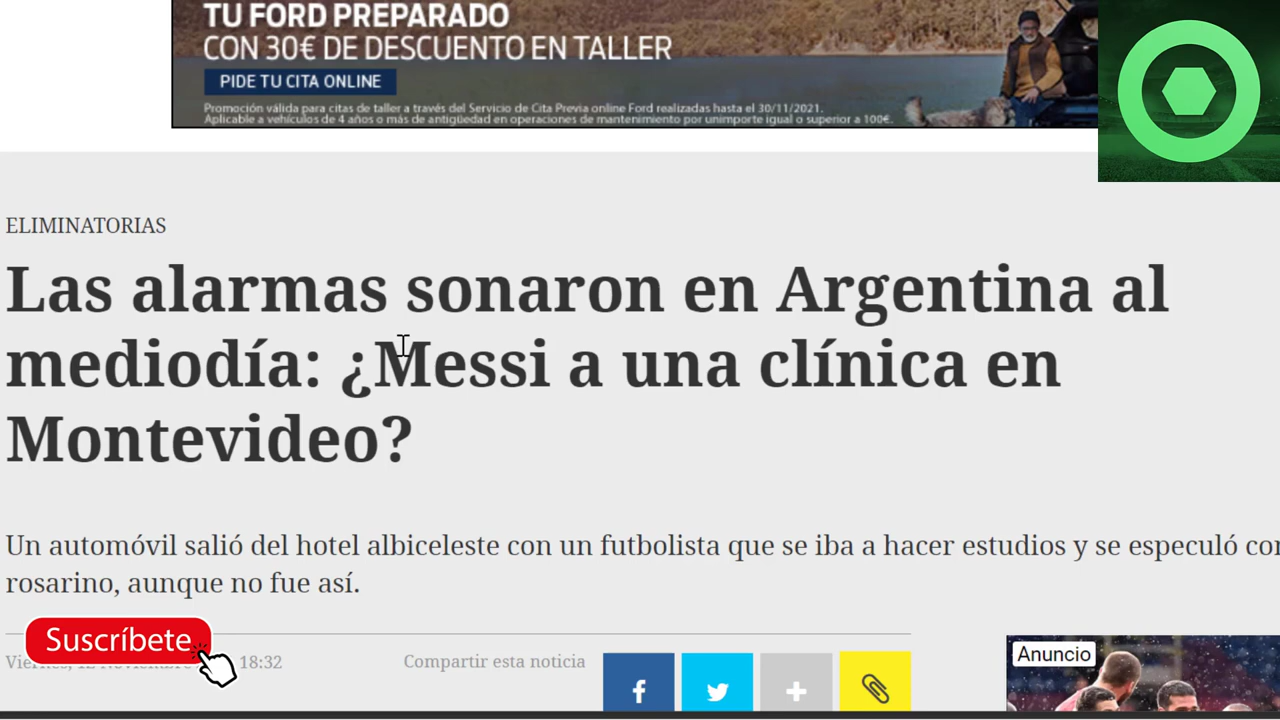 TU FORD PREPARADO
CON 30€ DE DESCUENTO EN TALLER
PIDE TU CITA ONLINE
Promoción válida para citas de taller a través del Servicio de Cita Previa online Ford realizadas hasta el 30/11/2021.
Aplicable a vehículos de 4 años o más de antigüedad en operaciones de mantenimiento por unimporte igual o superior a 100€.
ELIMINATORIAS
Las alarmas sonaron en Argentina al
mediodía: ¿Messi a una clínica en
Montevideo?
Un automóvil salió del hotel albiceleste con un futbolista que se iba a hacer estudios y se especuló
rosarino, aunque no fue así.
Suscríbete
18:32
Compartir esta noticia
Anuncio